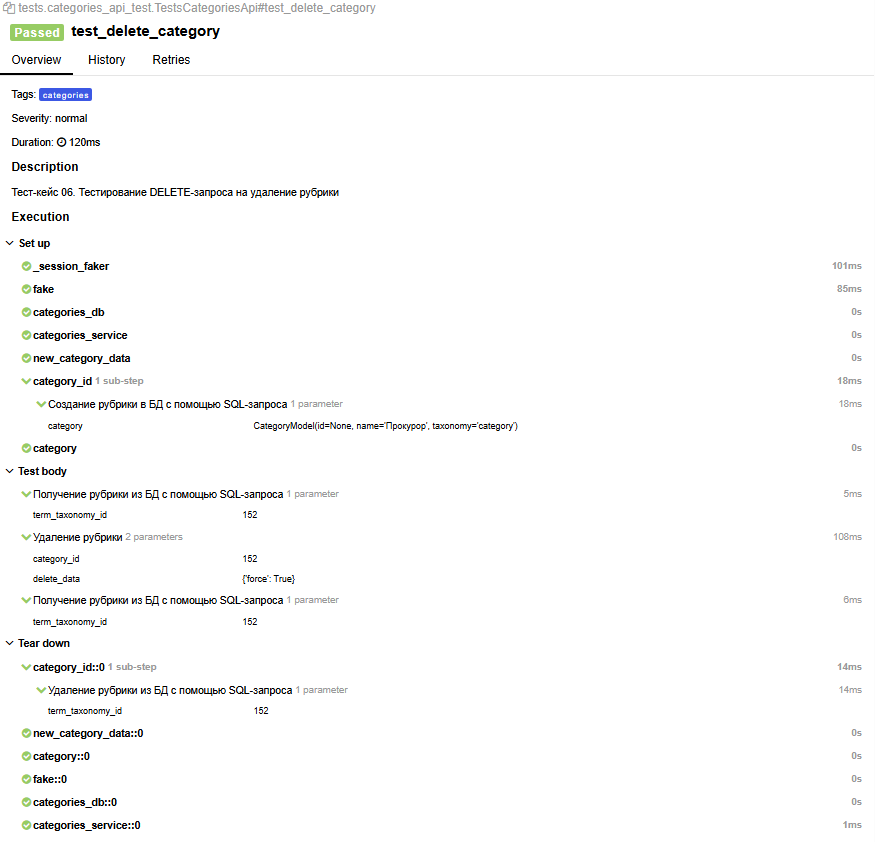 tests.categories_api_test.TestsCategoriesApi#test_delete_category
Passed test_delete_category
Overview History Retries
Tags: categories
Severity: normal
Duration: 120ms
Description
Тест-кейс 06. Тестирование DELETE-запроса на удаление рубрики
Execution
Set up
_session_faker 101ms
fake 85ms
categories_db 0s
categories_service 0s
new_category_data 0s
category_id 1 sub-step 18ms
Создание рубрики в БД с помощью SQL-запроса 1 parameter 18ms
category CategoryModel(id=None, name='Прокурор', taxonomy='category')
category 0s
Test body
Получение рубрики из БД с помощью SQL-запроса 1 parameter 5ms
term_taxonomy_id 152
Удаление рубрики 2 parameters 108ms
category_id 152
delete_data {'force': True}
Получение рубрики из БД с помощью SQL-запроса 1 parameter 6ms
term_taxonomy_id 152
Tear down
category_id::0 1 sub-step 14ms
Удаление рубрики из БД с помощью SQL-запроса 1 parameter 14ms
term_taxonomy_id 152
new_category_data::0 0s
category::0 0s
fake::0 0s
categories_db::0 0s
categories_service::0 1ms